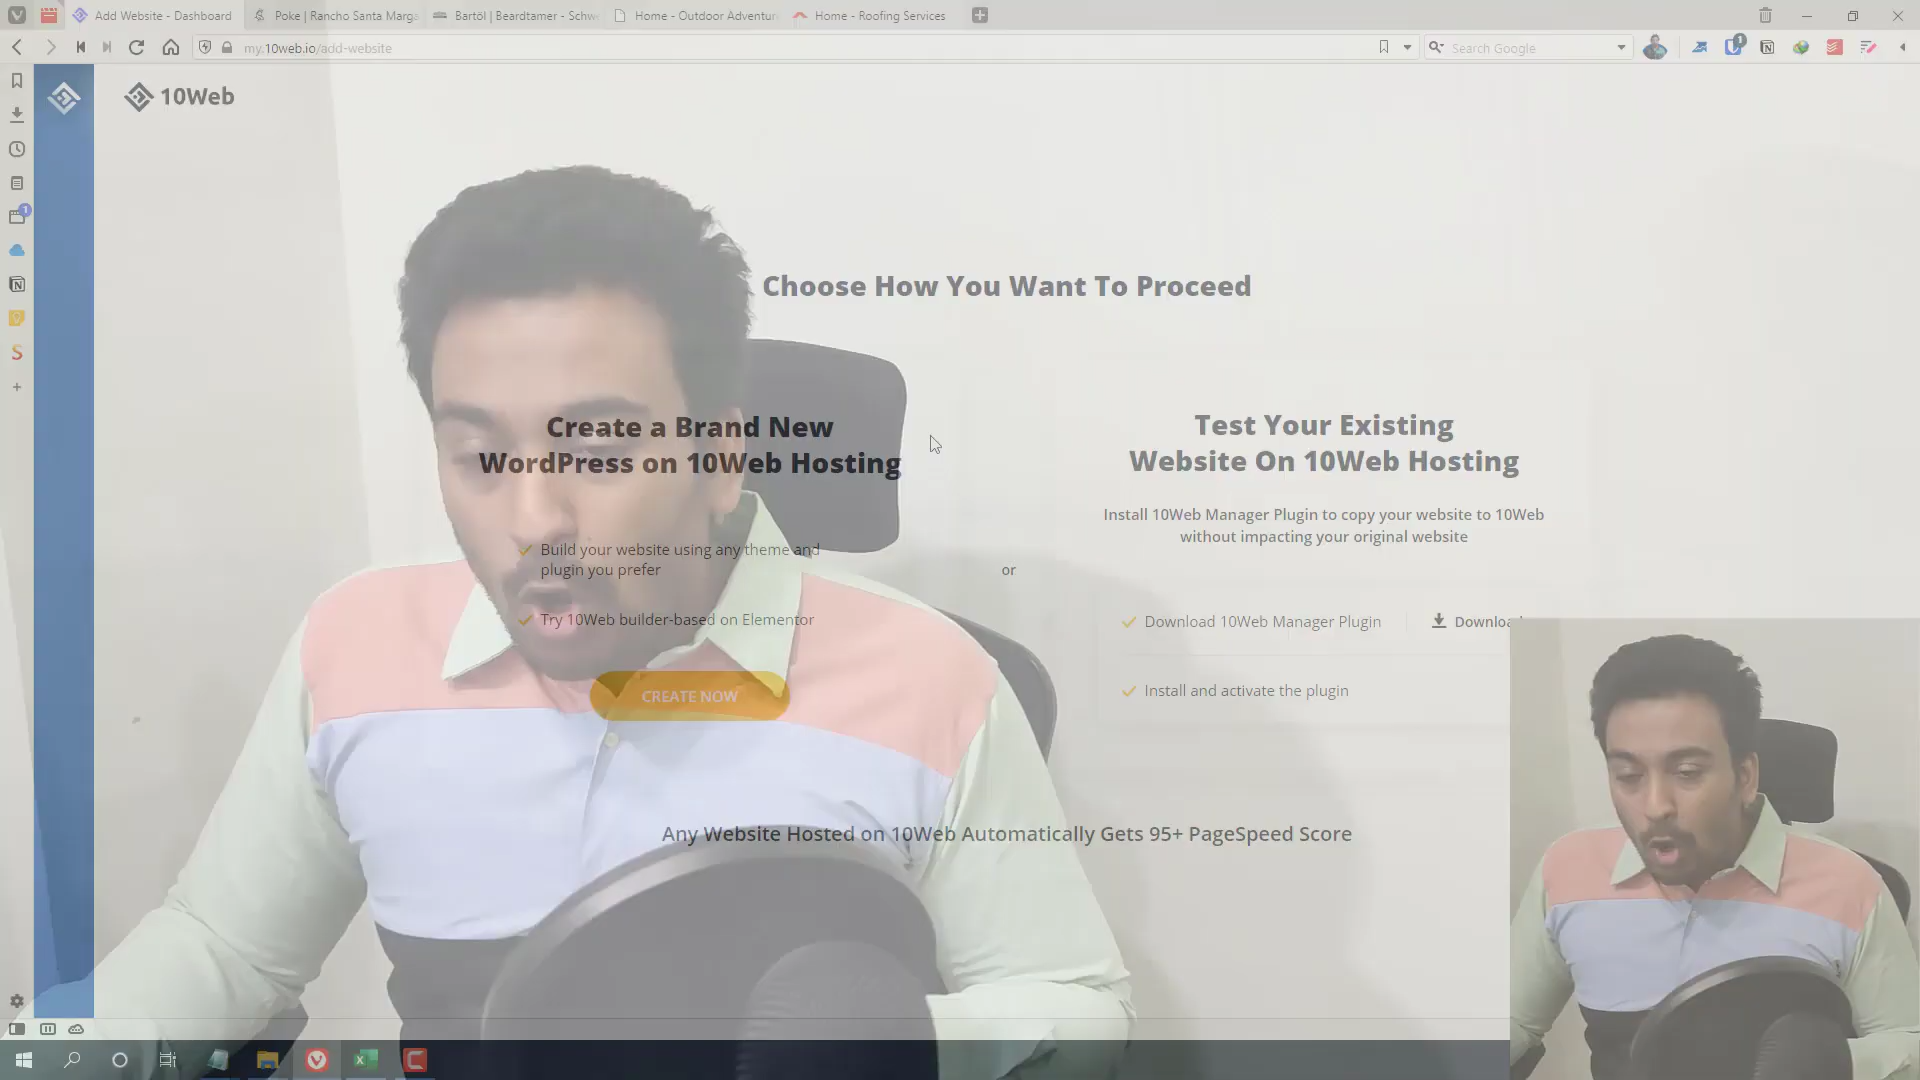 Add Website - Dashboard
Poke | Rancho Santa Marga
Bartöl | Beardtamer - Schw
Home - Outdoor Adventu
Home - Roofing Services
my.10web.io/add-website
Search Google
1
10Web
1
Choose How You Want To Proceed
Create a Brand New
WordPress on 10Web Hosting
Build your website using any theme and
plugin you prefer
Try 10Web builder-based on Elementor
CREATE NOW
or
Test Your Existing
Website On 10Web Hosting
Install 10Web Manager Plugin to copy your website to 10Web
without impacting your original website
Download 10Web Manager Plugin
Download
Install and activate the plugin
Any Website Hosted on 10Web Automatically Gets 95+ PageSpeed Score